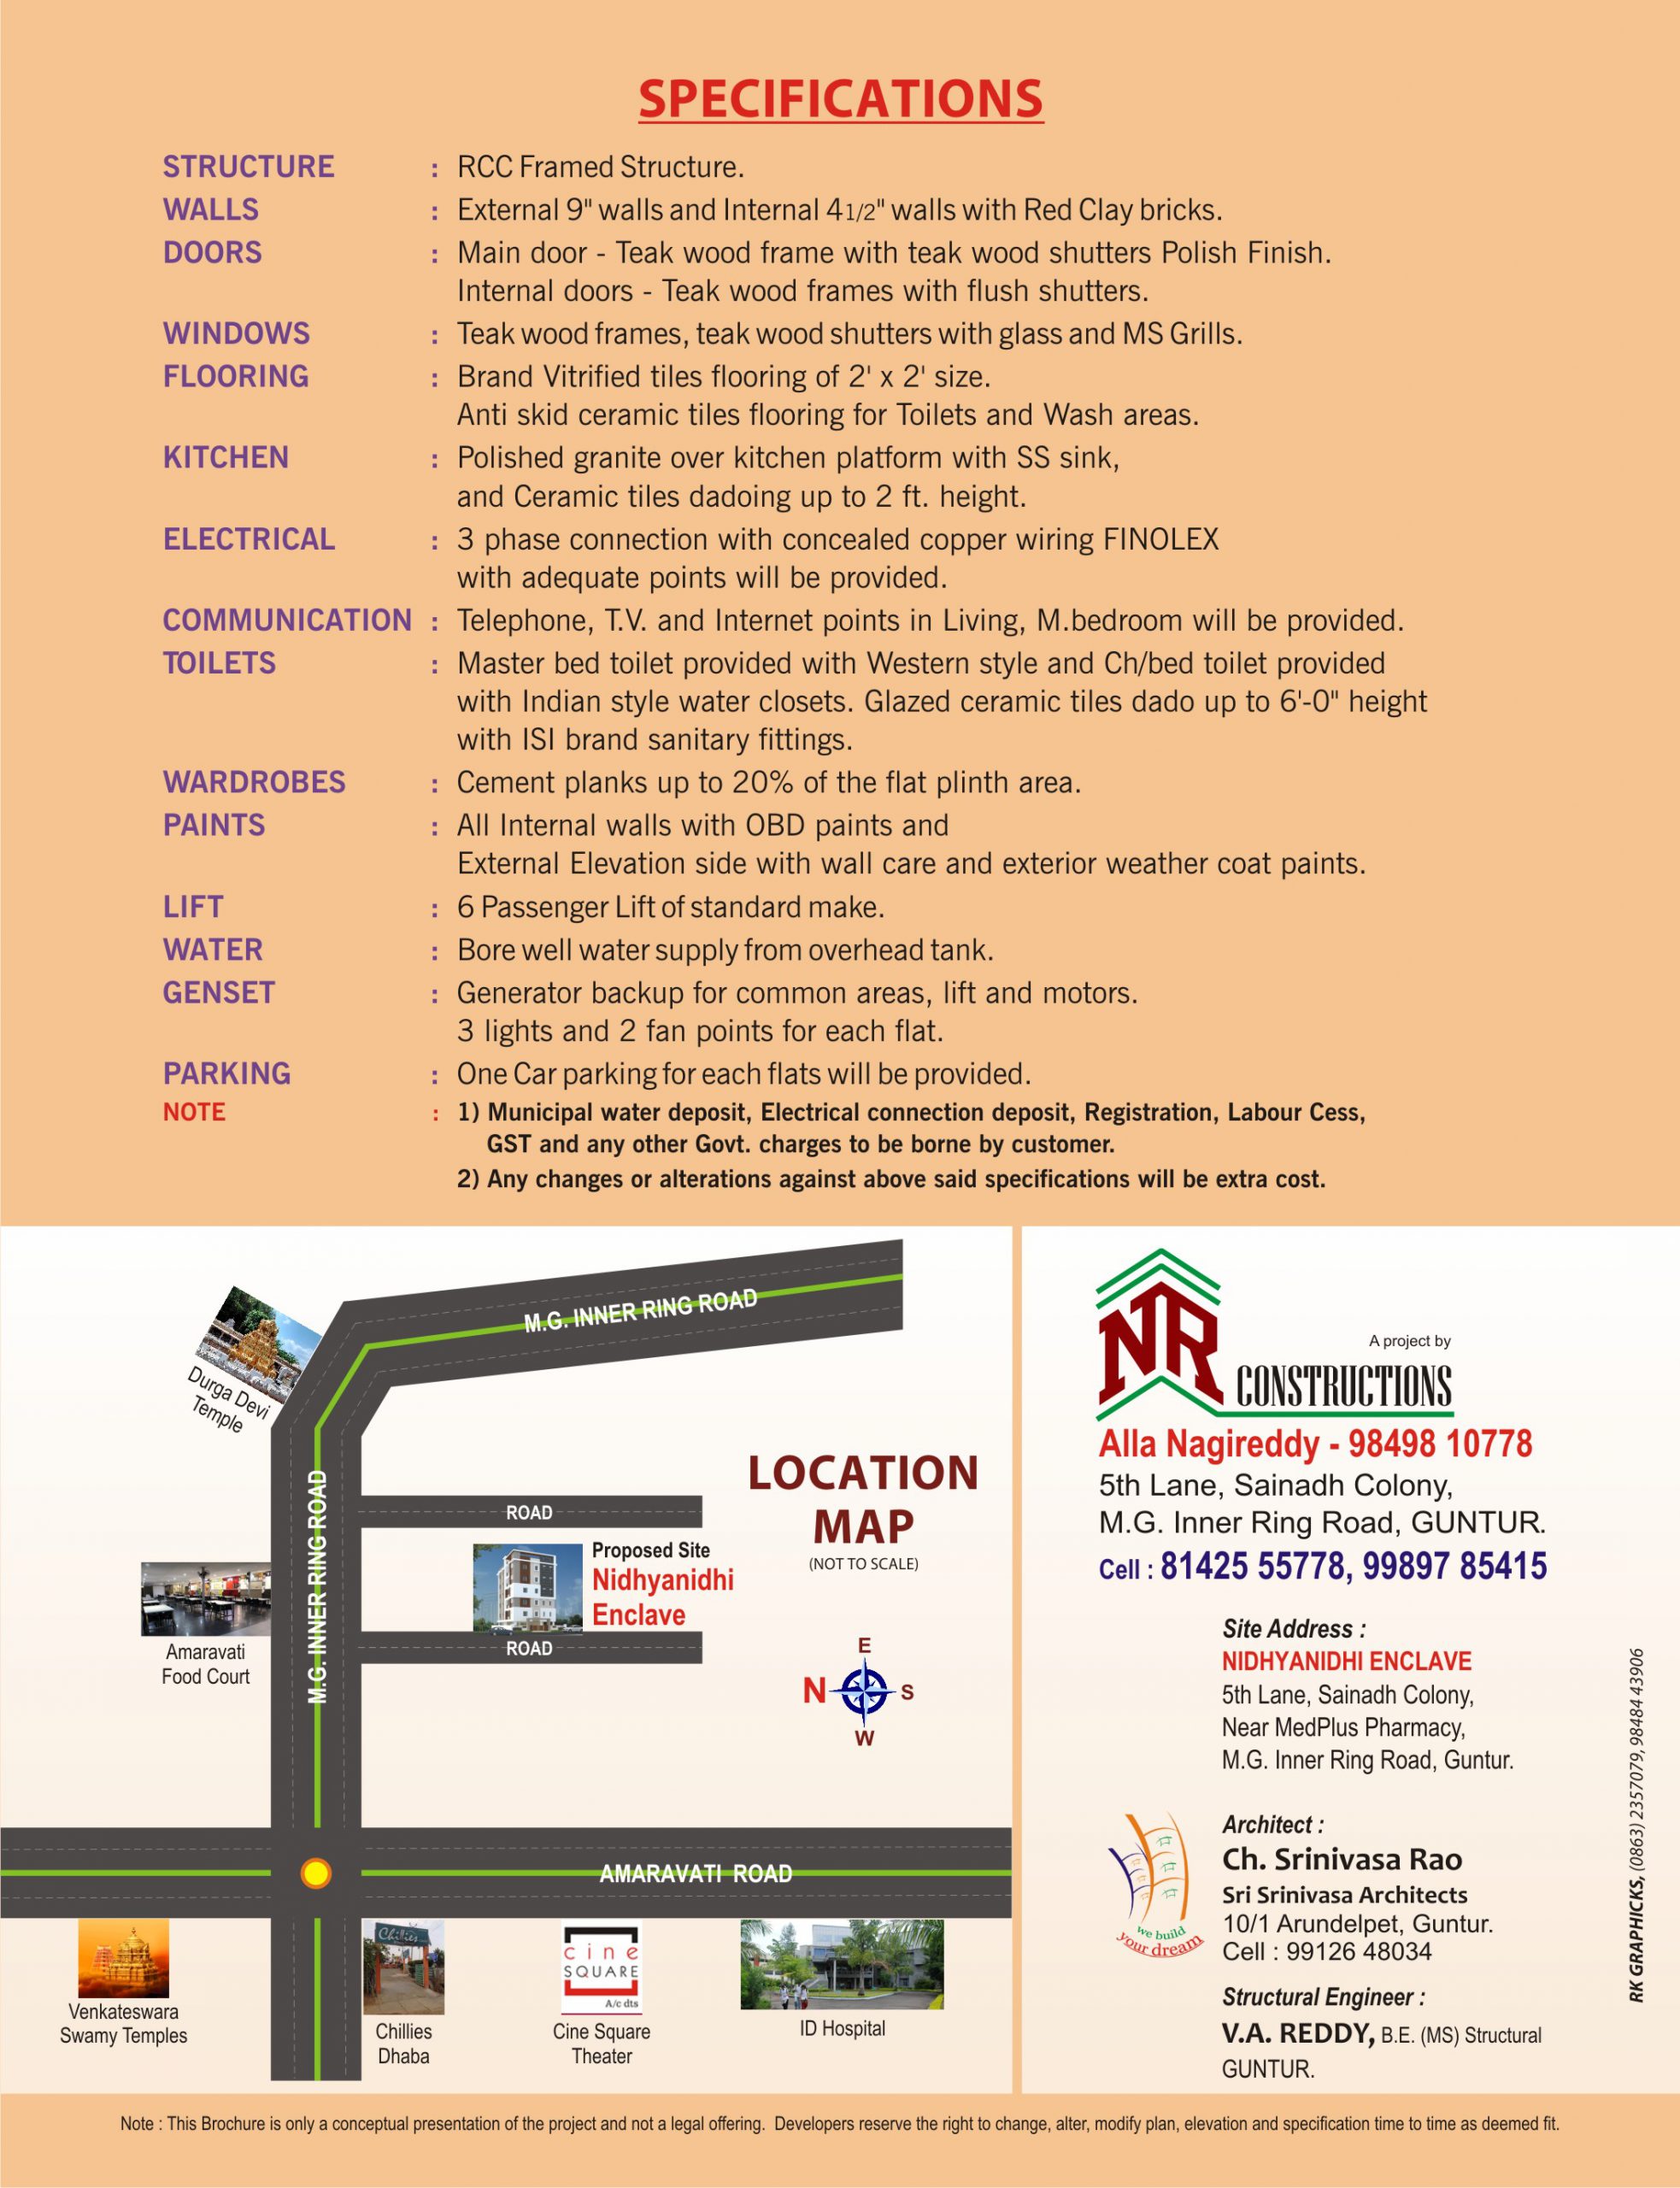 SPECIFICATIONS
STRUCTURE : RCC Framed Structure.
WALLS : External 9" walls and Internal 41/2" walls with Red Clay bricks.
DOORS : Main door - Teak wood frame with teak wood shutters Polish Finish.
Internal doors - Teak wood frames with flush shutters.
WINDOWS : Teak wood frames, teak wood shutters with glass and MS Grills.
FLOORING : Brand Vitrified tiles flooring of 2' x 2' size.
Anti skid ceramic tiles flooring for Toilets and Wash areas.
KITCHEN : Polished granite over kitchen platform with SS sink,
and Ceramic tiles dadoing up to 2 ft. height.
ELECTRICAL : 3 phase connection with concealed copper wiring FINOLEX
with adequate points will be provided.
COMMUNICATION : Telephone, T.V. and Internet points in Living, M.bedroom will be provided.
TOILETS : Master bed toilet provided with Western style and Ch/bed toilet provided
with Indian style water closets. Glazed ceramic tiles dado up to 6'-0" height
with ISI brand sanitary fittings.
WARDROBES : Cement planks up to 20% of the flat plinth area.
PAINTS : All Internal walls with OBD paints and
External Elevation side with wall care and exterior weather coat paints.
LIFT : 6 Passenger Lift of standard make.
WATER : Bore well water supply from overhead tank.
GENSET : Generator backup for common areas, lift and motors.
3 lights and 2 fan points for each flat.
PARKING : One Car parking for each flats will be provided.
NOTE : 1) Municipal water deposit, Electrical connection deposit, Registration, Labour Cess,
GST and any other Govt. charges to be borne by customer.
2) Any changes or alterations against above said specifications will be extra cost.
M.G. INNER RING ROAD
Durga Devi
Temple
M.G. INNER RING ROAD
LOCATION
MAP
(NOT TO SCALE)
ROAD
Proposed Site
Nidhyanidhi
Enclave
ROAD
Amaravati
Food Court
E
N
S
W
AMARAVATI ROAD
Venkateswara
Swamy Temples
Chillies
Chillies
Dhaba
cine
SQUARE
A/c dts
Cine Square
Theater
ID Hospital
NR
A project by
CONSTRUCTIONS
Alla Nagireddy - 98498 10778
5th Lane, Sainadh Colony,
M.G. Inner Ring Road, GUNTUR.
Cell : 81425 55778, 99897 85415
Site Address :
NIDHYANIDHI ENCLAVE
5th Lane, Sainadh Colony,
Near MedPlus Pharmacy,
M.G. Inner Ring Road, Guntur.
we build
your dream
Architect :
Ch. Srinivasa Rao
Sri Srinivasa Architects
10/1 Arundelpet, Guntur.
Cell : 99126 48034
Structural Engineer :
V.A. REDDY, B.E. (MS) Structural
GUNTUR.
RK GRAPHICKS, (0863) 2357079, 98484 43906
Note : This Brochure is only a conceptual presentation of the project and not a legal offering. Developers reserve the right to change, alter, modify plan, elevation and specification time to time as deemed fit.